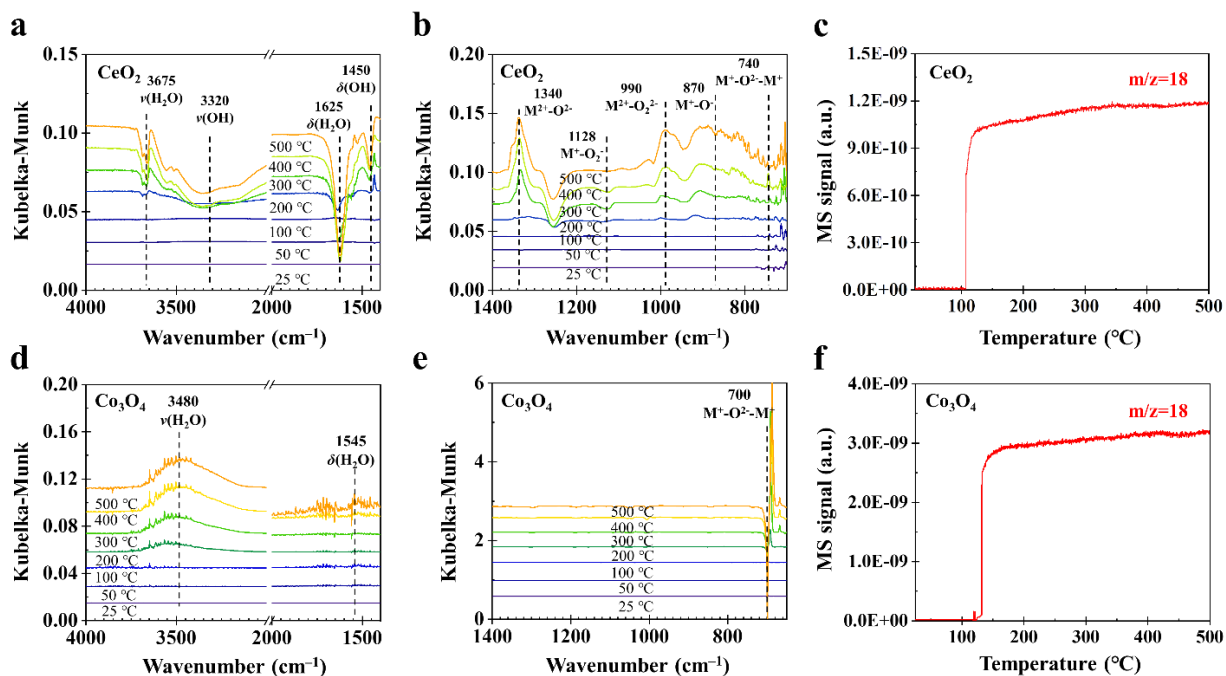 a
0.15
0.10
0.05
0.00
CeO₂
3675
ν(H₂O)
3320
ν(OH)
1625
δ(H₂O)
1450
δ(OH)
500 °C
400 °C
300 °C
200 °C
100 °C
50 °C
25 °C
4000
3500
2000
1500
Wavenumber (cm⁻¹)
Kubelka-Munk
b
0.20
0.15
0.10
0.05
0.00
CeO₂
1340
M²⁺-O²⁻
1128
M⁺-O₂⁻
990
M²⁺-O₂²⁻
870
M⁺-O⁻
740
M⁺-O²⁻-M⁺
500 °C
400 °C
300 °C
200 °C
100 °C
50 °C
25 °C
1400
1200
1000
800
Wavenumber (cm⁻¹)
Kubelka-Munk
c
1.5E-09
1.2E-09
9.0E-10
6.0E-10
3.0E-10
0.0E+00
CeO₂
m/z=18
100
200
300
400
500
Temperature (°C)
MS signal (a.u.)
d
0.20
0.16
0.12
0.08
0.04
0.00
Co₃O₄
3480
ν(H₂O)
1545
δ(H₂O)
500 °C
400 °C
300 °C
200 °C
100 °C
50 °C
25 °C
4000
3500
2000
1500
Wavenumber (cm⁻¹)
Kubelka-Munk
e
6
4
2
0
Co₃O₄
700
M⁺-O²⁻-M⁺
500 °C
400 °C
300 °C
200 °C
100 °C
50 °C
25 °C
1400
1200
1000
800
Wavenumber (cm⁻¹)
Kubelka-Munk
f
4.0E-09
3.0E-09
2.0E-09
1.0E-09
0.0E+00
Co₃O₄
m/z=18
100
200
300
400
500
Temperature (°C)
MS signal (a.u.)